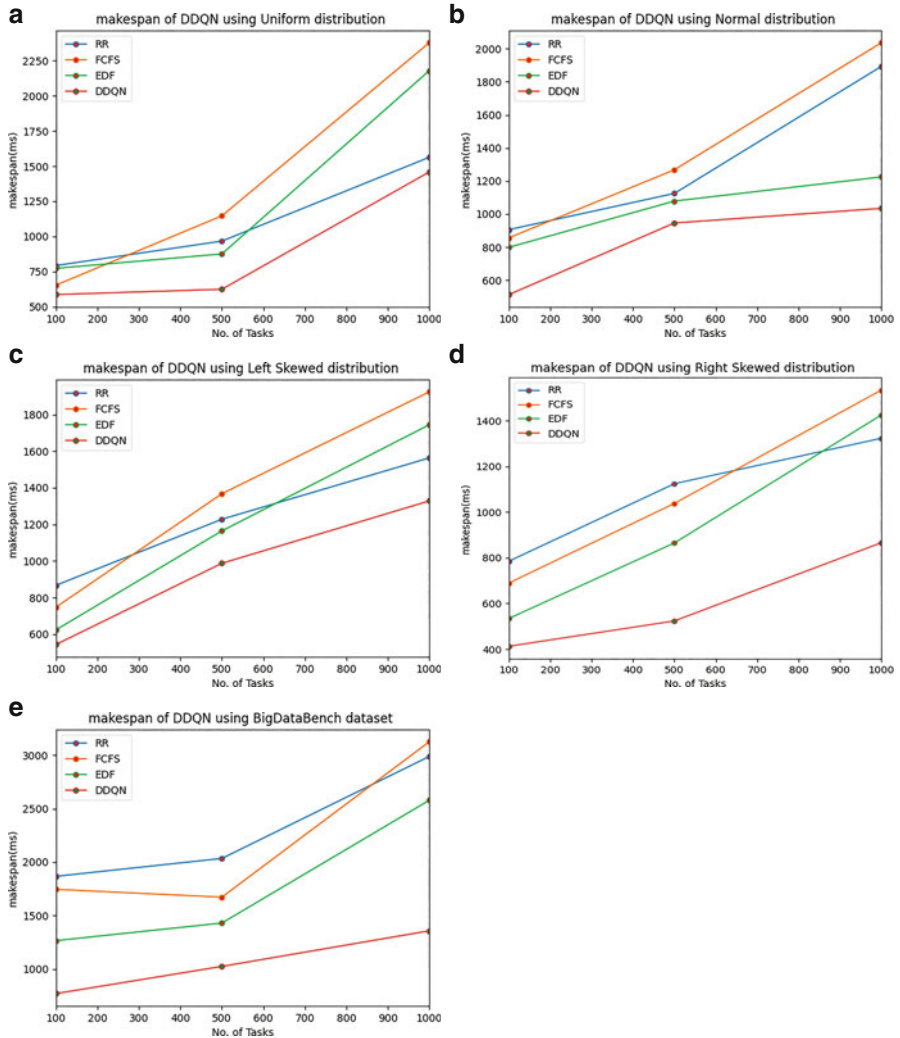 a
makespan of DDQN using Uniform distribution
RR
FCFS
EDF
DDQN
2250
2000
1750
1500
1250
1000
750
500
makespan(ms)
100 200 300 400 500 600 700 800 900 1000
No. of Tasks
b
makespan of DDQN using Normal distribution
RR
FCFS
EDF
DDQN
2000
1800
1600
1400
1200
1000
800
600
makespan(ms)
100 200 300 400 500 600 700 800 900 1000
No. of Tasks
c
makespan of DDQN using Left Skewed distribution
RR
FCFS
EDF
DDQN
1800
1600
1400
1200
1000
800
600
makespan(ms)
100 200 300 400 500 600 700 800 900 1000
No. of Tasks
d
makespan of DDQN using Right Skewed distribution
RR
FCFS
EDF
DDQN
1400
1200
1000
800
600
400
makespan(ms)
100 200 300 400 500 600 700 800 900 1000
No. of Tasks
e
makespan of DDQN using BigDataBench dataset
RR
FCFS
EDF
DDQN
3000
2500
2000
1500
1000
makespan(ms)
100 200 300 400 500 600 700 800 900 1000
No. of Tasks